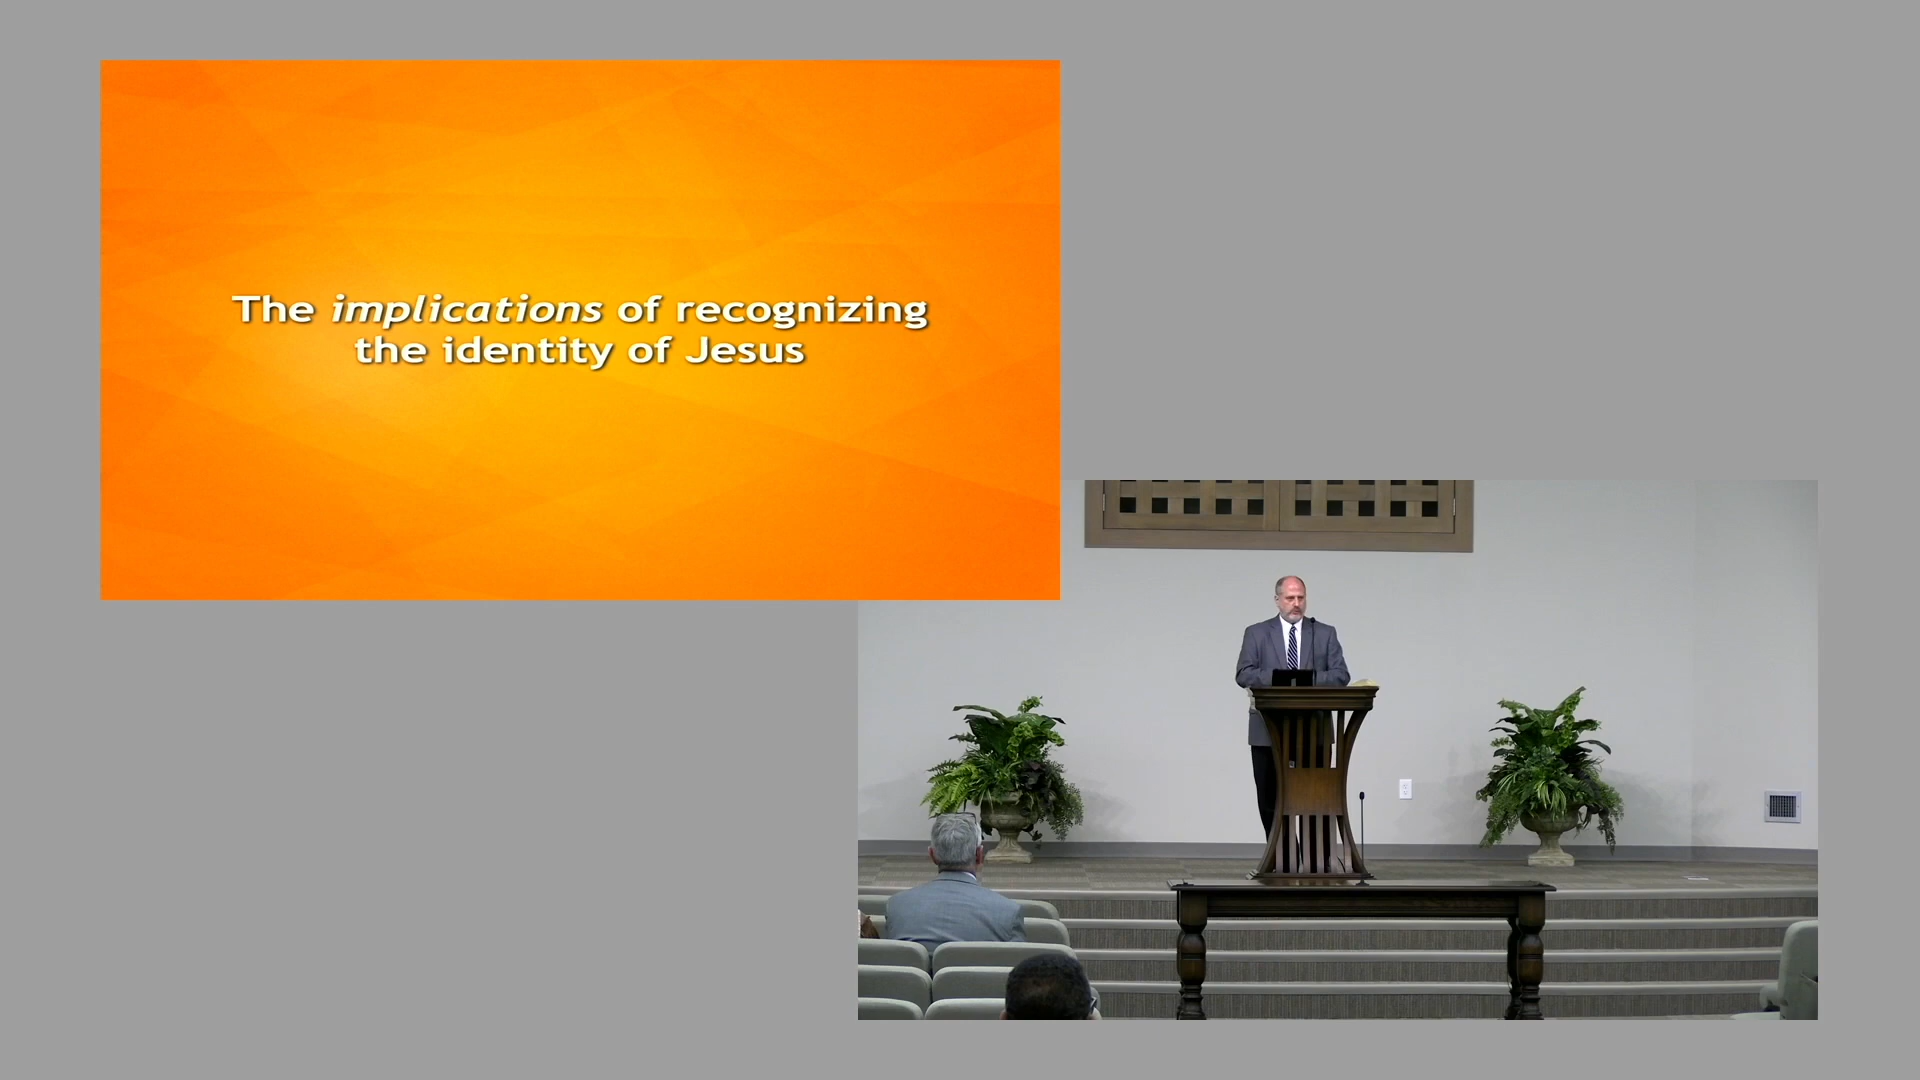 The implications of recognizing
the identity of Jesus